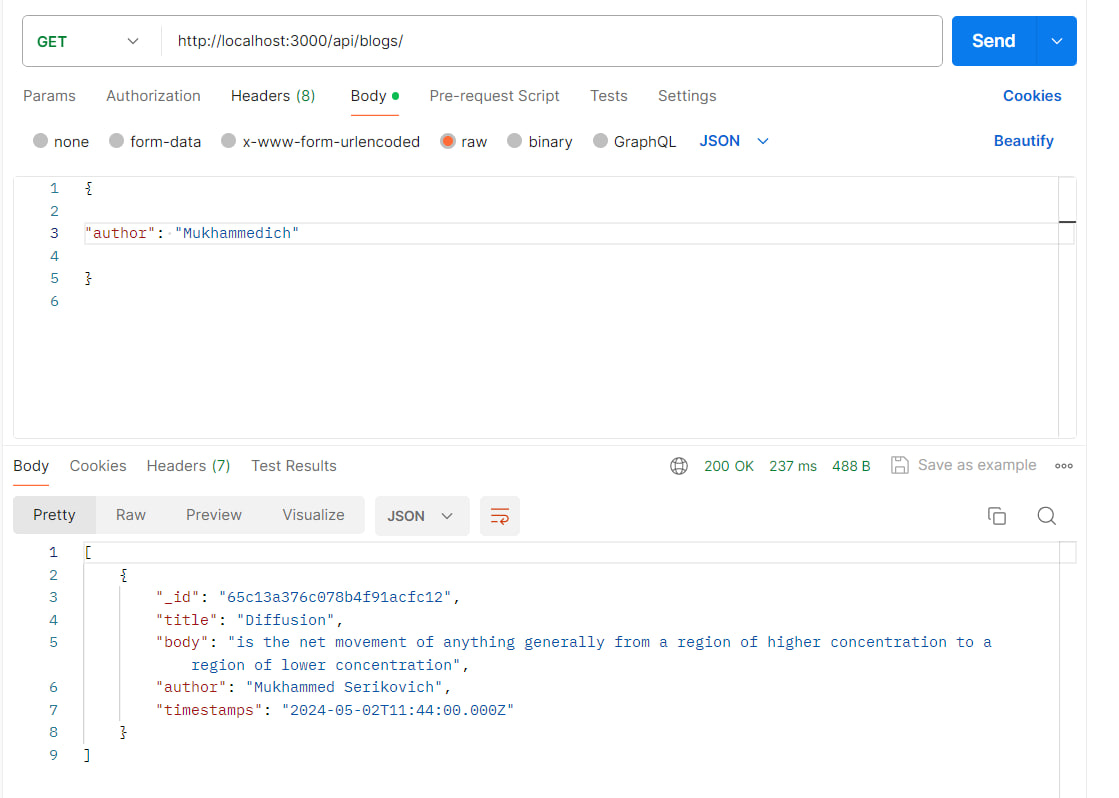 GET http://localhost:3000/api/blogs/ Send
Params Authorization Headers (8) Body Pre-request Script Tests Settings Cookies
none form-data x-www-form-urlencoded raw binary GraphQL JSON Beautify
1 {
2
3 "author": "Mukhammedich"
4
5 }
6
Body Cookies Headers (7) Test Results 200 OK 237 ms 488 B Save as example
Pretty Raw Preview Visualize JSON
1 [
2 {
3 "_id": "65c13a376c078b4f91acfc12",
4 "title": "Diffusion",
5 "body": "is the net movement of anything generally from a region of higher concentration to a
region of lower concentration",
6 "author": "Mukhammed Serikovich",
7 "timestamps": "2024-05-02T11:44:00.000Z"
8 }
9 ]